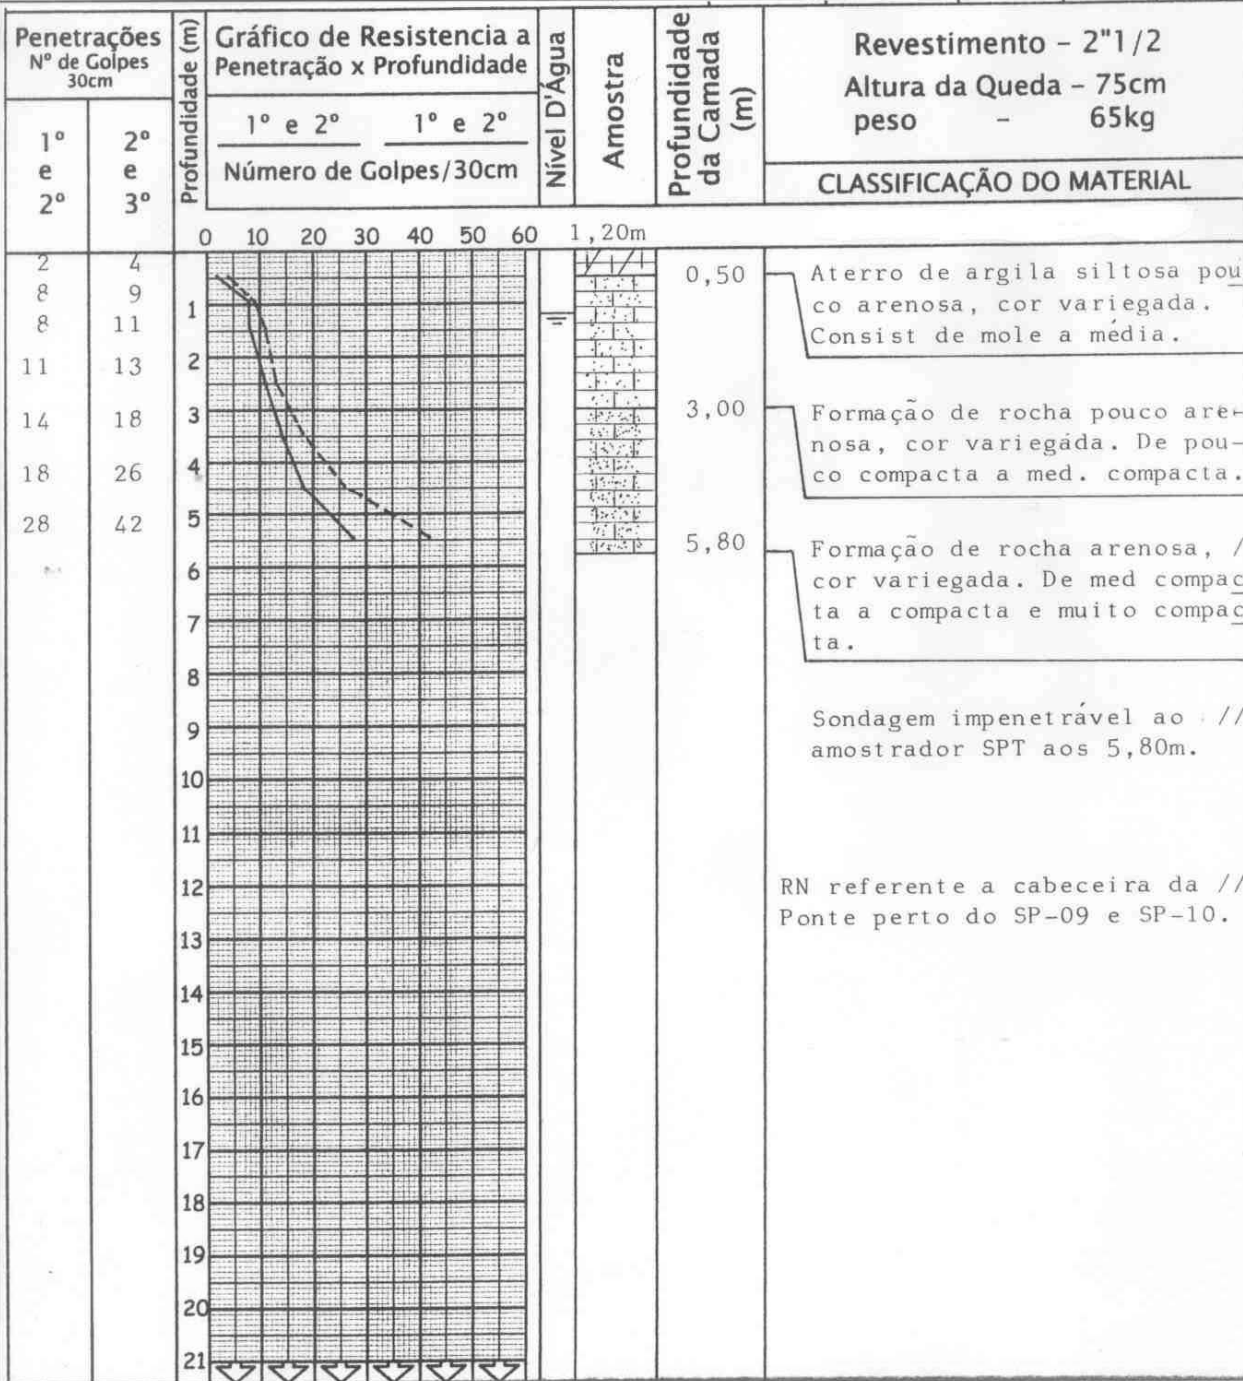 Penetrações
Nº de Golpes
30cm
1º
e
2º
2º
e
3º
Profundidade (m)
Gráfico de Resistencia a
Penetração x Profundidade
1º e 2º 1º e 2º
Número de Golpes/30cm
Nível D'Água
Amostra
Profundidade
da Camada
(m)
Revestimento - 2"1/2
Altura da Queda - 75cm
peso - 65kg
CLASSIFICAÇÃO DO MATERIAL
0 10 20 30 40 50 60 1,20m
2 4
8 9
8 11
11 13
14 18
18 26
28 42
1
2
3
4
5
6
7
8
9
10
11
12
13
14
15
16
17
18
19
20
21
0,50
Aterro de argila siltosa pou
co arenosa, cor variegada.
Consist de mole a média.
3,00
Formação de rocha pouco are-
nosa, cor variegáda. De pou-
co compacta a med. compacta.
5,80
Formação de rocha arenosa, /
cor variegada. De med compac
ta a compacta e muito compac
ta.
Sondagem impenetrável ao //
amostrador SPT aos 5,80m.
RN referente a cabeceira da //
Ponte perto do SP-09 e SP-10.